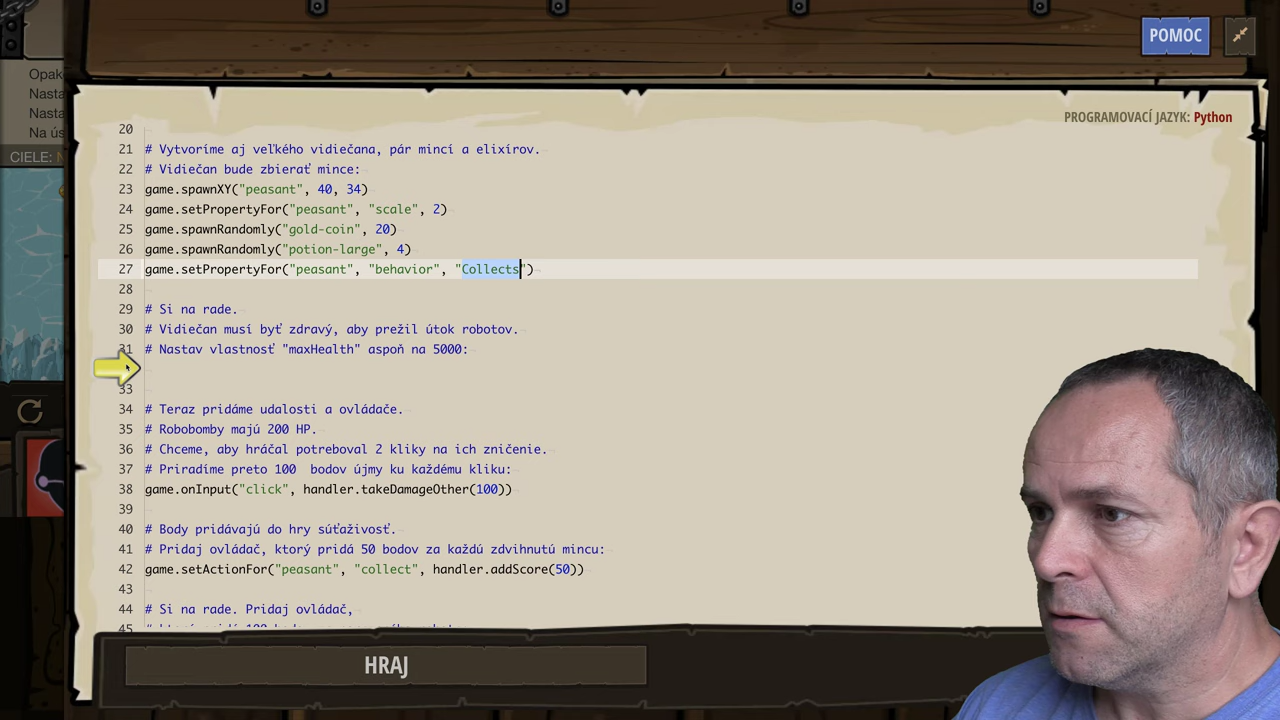 POMOC
Opak
Nasta
Nasta
Na ús
CIELE: N
PROGRAMOVACÍ JAZYK: Python
20
21 # Vytvoríme aj veľkého vidiečana, pár mincí a elixírov.
22 # Vidiečan bude zbierať mince:
23 game.spawnXY("peasant", 40, 34)
24 game.setPropertyFor("peasant", "scale", 2)
25 game.spawnRandomly("gold-coin", 20)
26 game.spawnRandomly("potion-large", 4)
27 game.setPropertyFor("peasant", "behavior", "Collects")
28
29 # Si na rade.
30 # Vidiečan musí byť zdravý, aby prežil útok robotov.
31 # Nastav vlastnosť "maxHealth" aspoň na 5000:
33
34 # Teraz pridáme udalosti a ovládače.
35 # Robobomby majú 200 HP.
36 # Chceme, aby hráčal potreboval 2 kliky na ich zničenie.
37 # Priradíme preto 100 bodov újmy ku každému kliku:
38 game.onInput("click", handler.takeDamageOther(100))
39
40 # Body pridávajú do hry súťaživosť.
41 # Pridaj ovládač, ktorý pridá 50 bodov za každú zdvihnutú mincu:
42 game.setActionFor("peasant", "collect", handler.addScore(50))
43
44 # Si na rade. Pridaj ovládač,
45
HRAJ